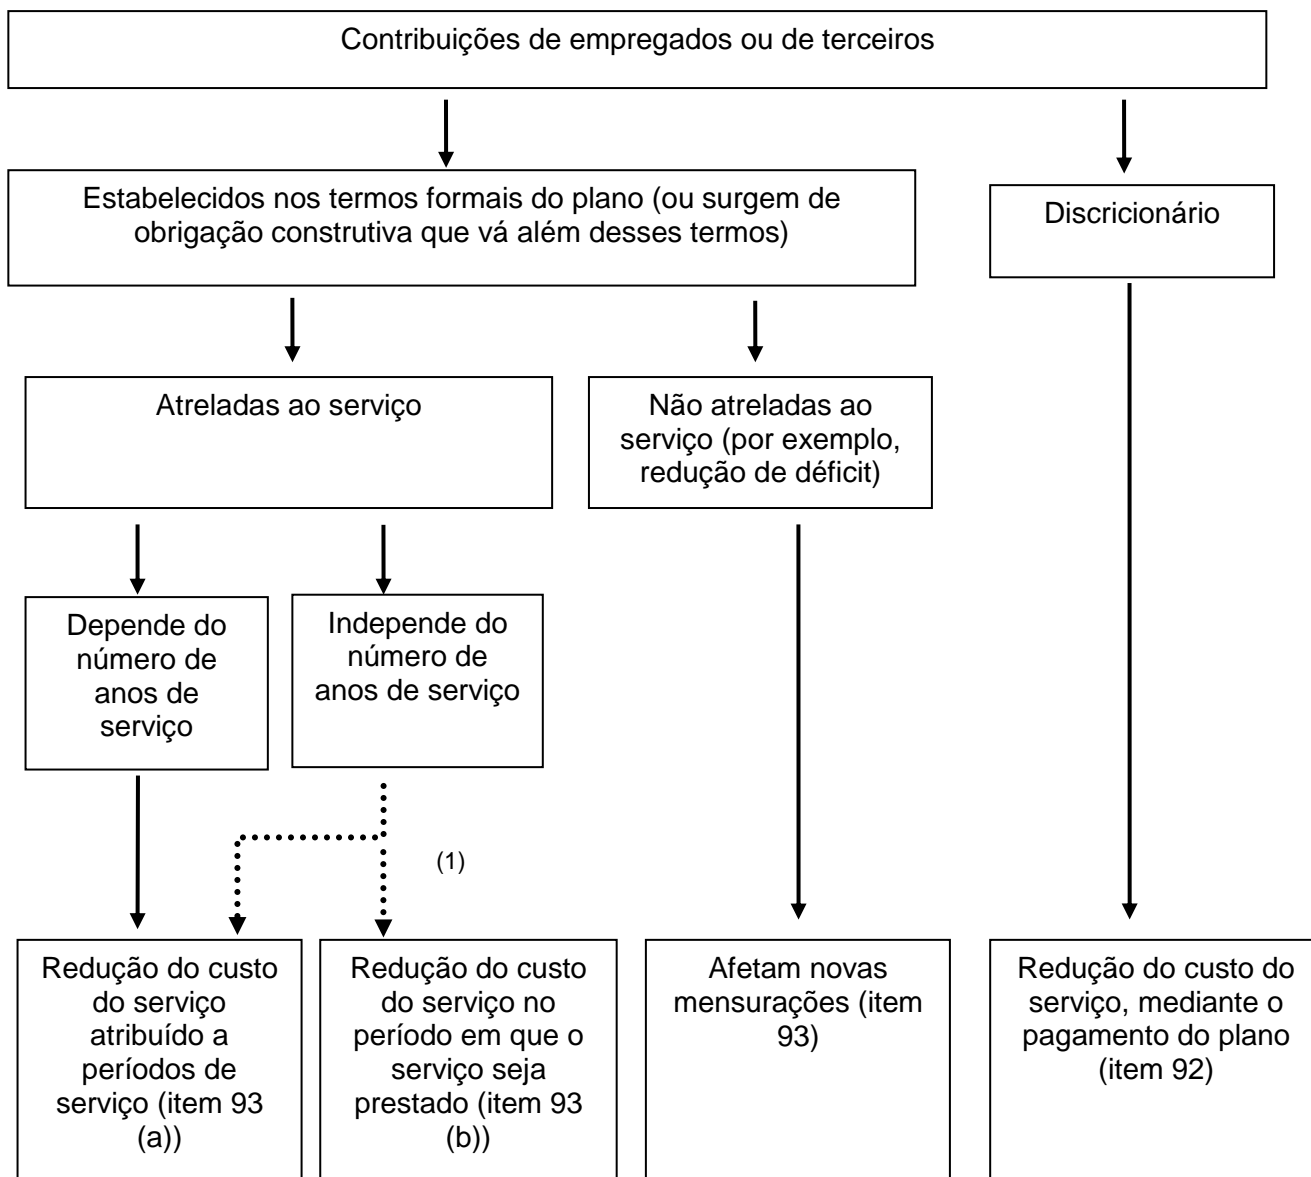 Contribuições de empregados ou de terceiros
Estabelecidos nos termos formais do plano (ou surgem de
obrigação construtiva que vá além desses termos)
Discricionário
Atreladas ao serviço
Não atreladas ao
serviço (por exemplo,
redução de déficit)
Depende do
número de
anos de
serviço
Independe do
número de
anos de serviço
(1)
Redução do custo
do serviço
atribuído a
períodos de
serviço (item 93
(a))
Redução do custo
do serviço no
período em que o
serviço seja
prestado (item 93
(b))
Afetam novas
mensurações (item
93)
Redução do custo do
serviço, mediante o
pagamento do plano
(item 92)